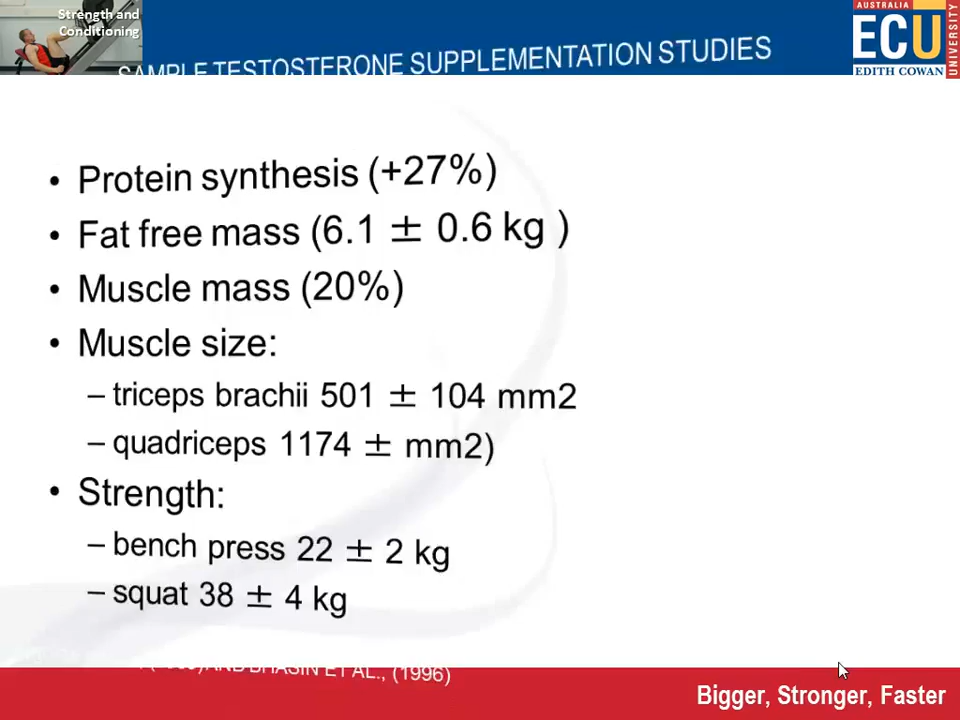 Strength and
Conditioning
SAMPLE TESTOSTERONE SUPPLEMENTATION STUDIES
AUSTRALIA
ECU
EDITH COWAN
UNIVERSITY
• Protein synthesis (+27%)
• Fat free mass (6.1 ± 0.6 kg )
• Muscle mass (20%)
• Muscle size:
– triceps brachii 501 ± 104 mm2
– quadriceps 1174 ± mm2)
• Strength:
– bench press 22 ± 2 kg
– squat 38 ± 4 kg
AND BHASIN ET AL., (1996)
Bigger, Stronger, Faster